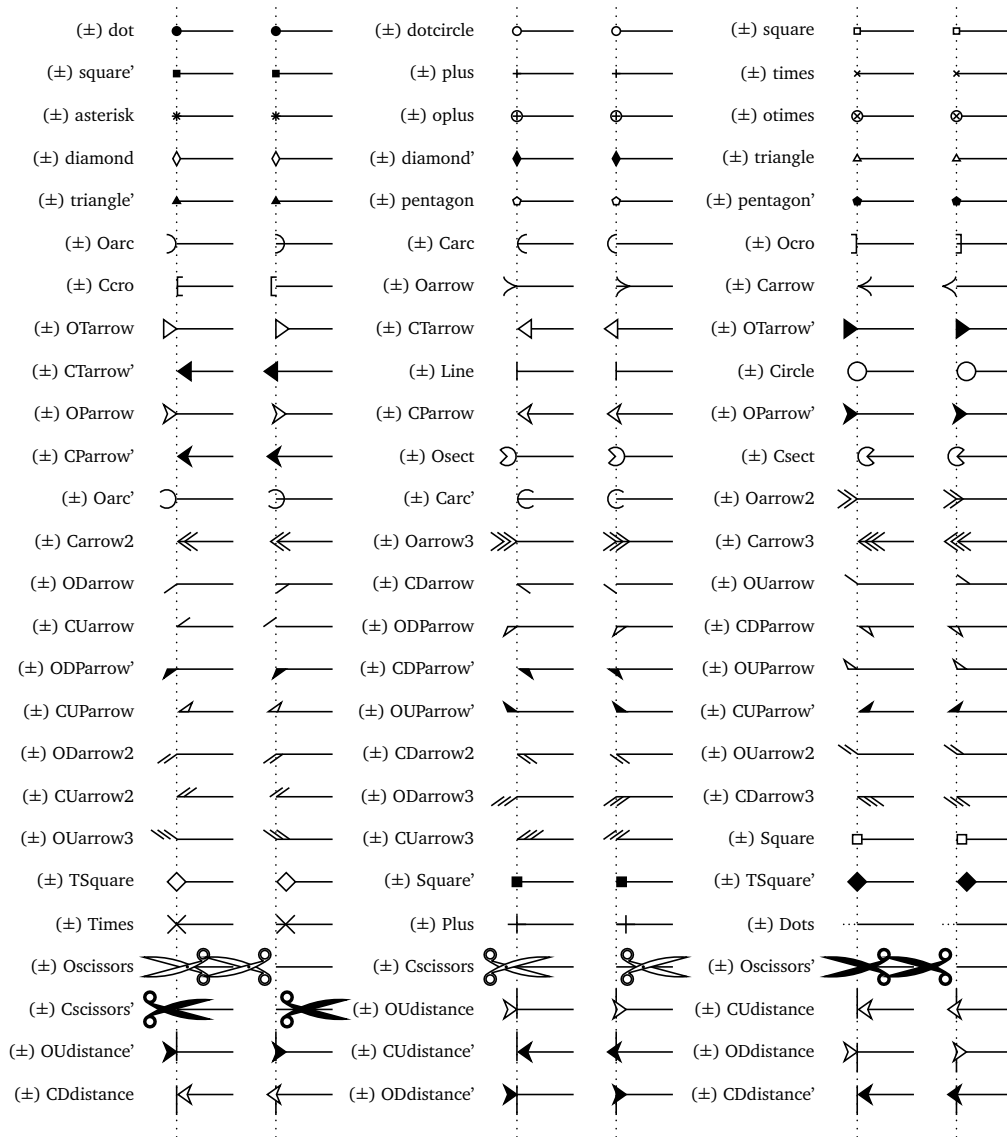 (±) dot (±) dotcircle (±) square
(±) square’ (±) plus (±) times
(±) asterisk (±) oplus (±) otimes
(±) diamond (±) diamond’ (±) triangle
(±) triangle’ (±) pentagon (±) pentagon’
(±) Oarc (±) Carc (±) Ocro
(±) Ccro (±) Oarrow (±) Carrow
(±) OTarrow (±) CTarrow (±) OTarrow’
(±) CTarrow’ (±) Line (±) Circle
(±) OParrow (±) CParrow (±) OParrow’
(±) CParrow’ (±) Osect (±) Csect
(±) Oarc’ (±) Carc’ (±) Oarrow2
(±) Carrow2 (±) Oarrow3 (±) Carrow3
(±) ODarrow (±) CDarrow (±) OUarrow
(±) CUarrow (±) ODParrow (±) CDParrow
(±) ODParrow’ (±) CDParrow’ (±) OUParrow
(±) CUParrow (±) OUParrow’ (±) CUParrow’
(±) ODarrow2 (±) CDarrow2 (±) OUarrow2
(±) CUarrow2 (±) ODarrow3 (±) CDarrow3
(±) OUarrow3 (±) CUarrow3 (±) Square
(±) TSquare (±) Square’ (±) TSquare’
(±) Times (±) Plus (±) Dots
(±) Oscissors (±) Cscissors (±) Oscissors’
(±) Cscissors’ (±) OUdistance (±) CUdistance
(±) OUdistance’ (±) CUdistance’ (±) ODdistance
(±) CDdistance (±) ODdistance’ (±) CDdistance’